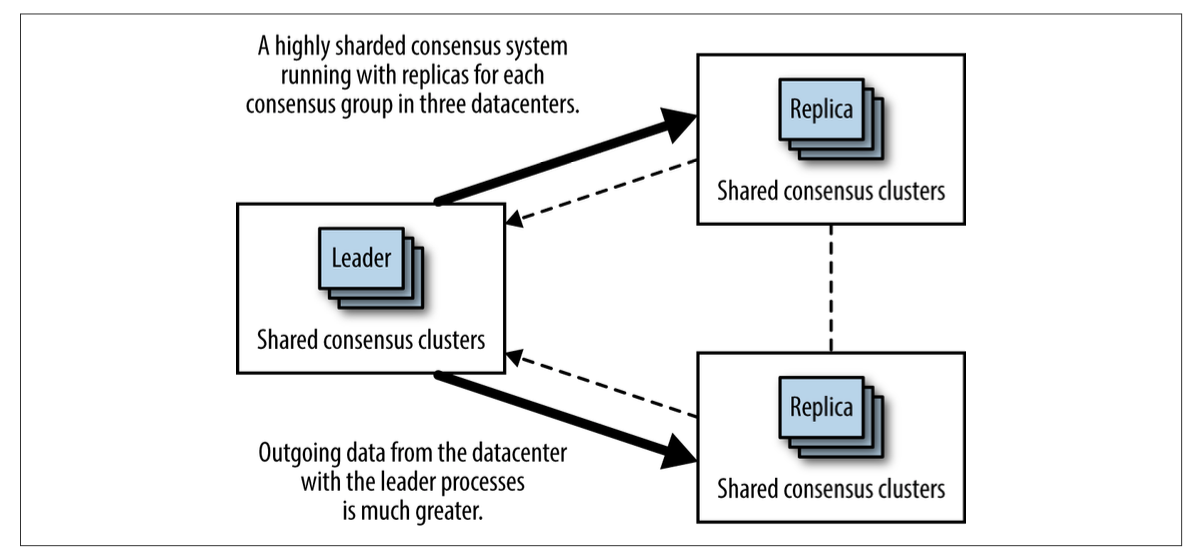 A highly sharded consensus system
running with replicas for each
consensus group in three datacenters.
Replica
Shared consensus clusters
Leader
Shared consensus clusters
Replica
Shared consensus clusters
Outgoing data from the datacenter
with the leader processes
is much greater.